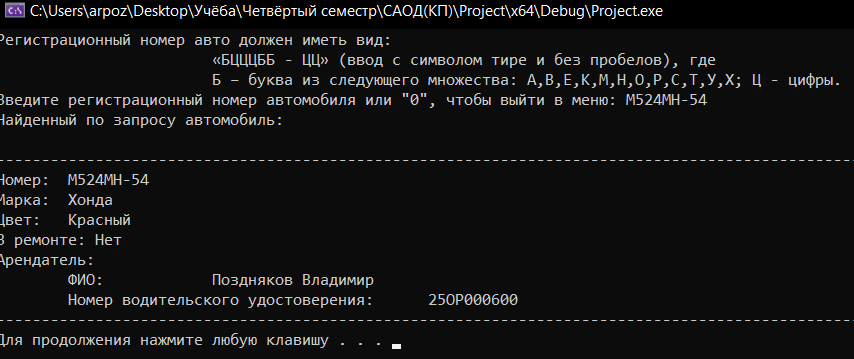 C:\Users\arpoz\Desktop\Учёба\Четвёртый семестр\САОД(КП)\Project\x64\Debug\Project.exe
Регистрационный номер авто должен иметь вид:
«БЦЦЦББ - ЦЦ» (ввод с символом тире и без пробелов), где
Б – буква из следующего множества: А,В,Е,К,М,Н,О,Р,С,Т,У,Х; Ц - цифры.
Введите регистрационный номер автомобиля или "0", чтобы выйти в меню: М524МН-54
Найденный по запросу автомобиль:
--------------------------------------------------------------------------------
Номер: М524МН-54
Марка: Хонда
Цвет: Красный
В ремонте: Нет
Арендатель:
ФИО: Поздняков Владимир
Номер водительского удостоверения: 25ОР000600
--------------------------------------------------------------------------------
Для продолжения нажмите любую клавишу . . .